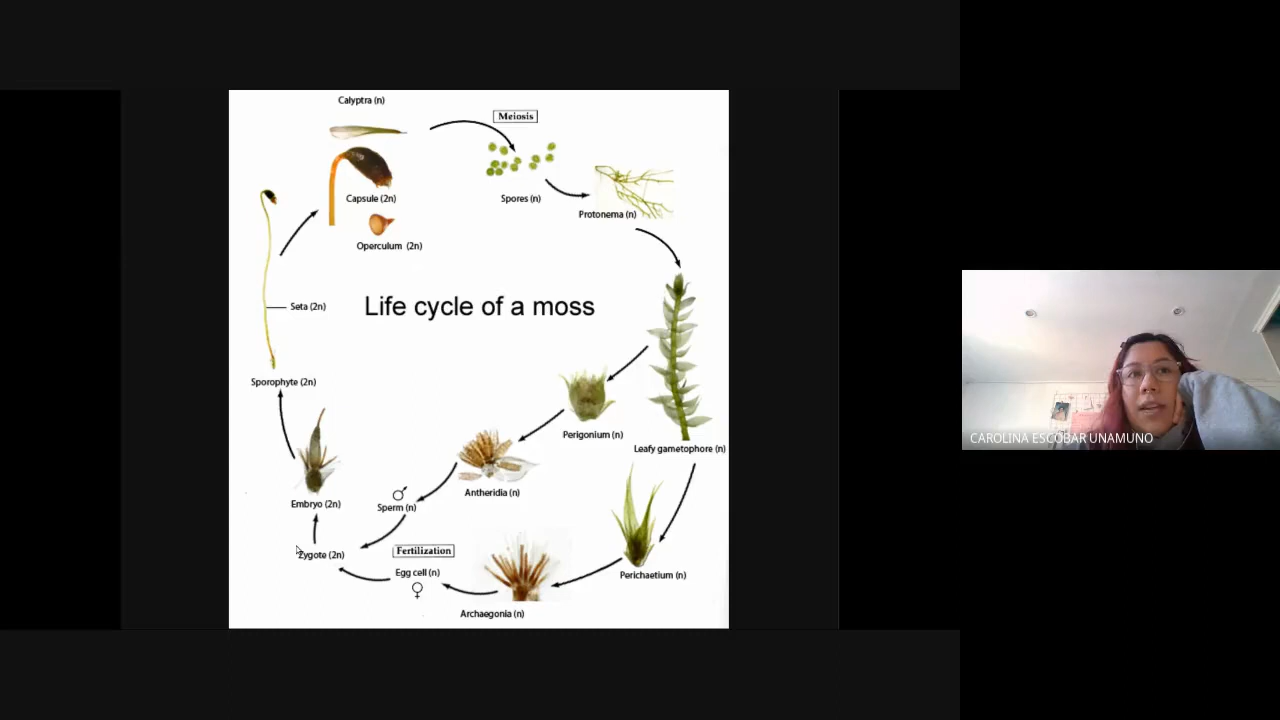 Calyptra (n)
Meiosis
Capsule (2n)
Spores (n)
Protonema (n)
Operculum (2n)
Seta (2n)
Life cycle of a moss
Sporophyte (2n)
Perigonium (n)
Leafy gametophore (n)
Antheridia (n)
Embryo (2n)
Sperm (n)
Zygote (2n)
Fertilization
Egg cell (n)
Perichaetium (n)
Archaegonia (n)
CAROLINA ESCOBAR UNAMUNO